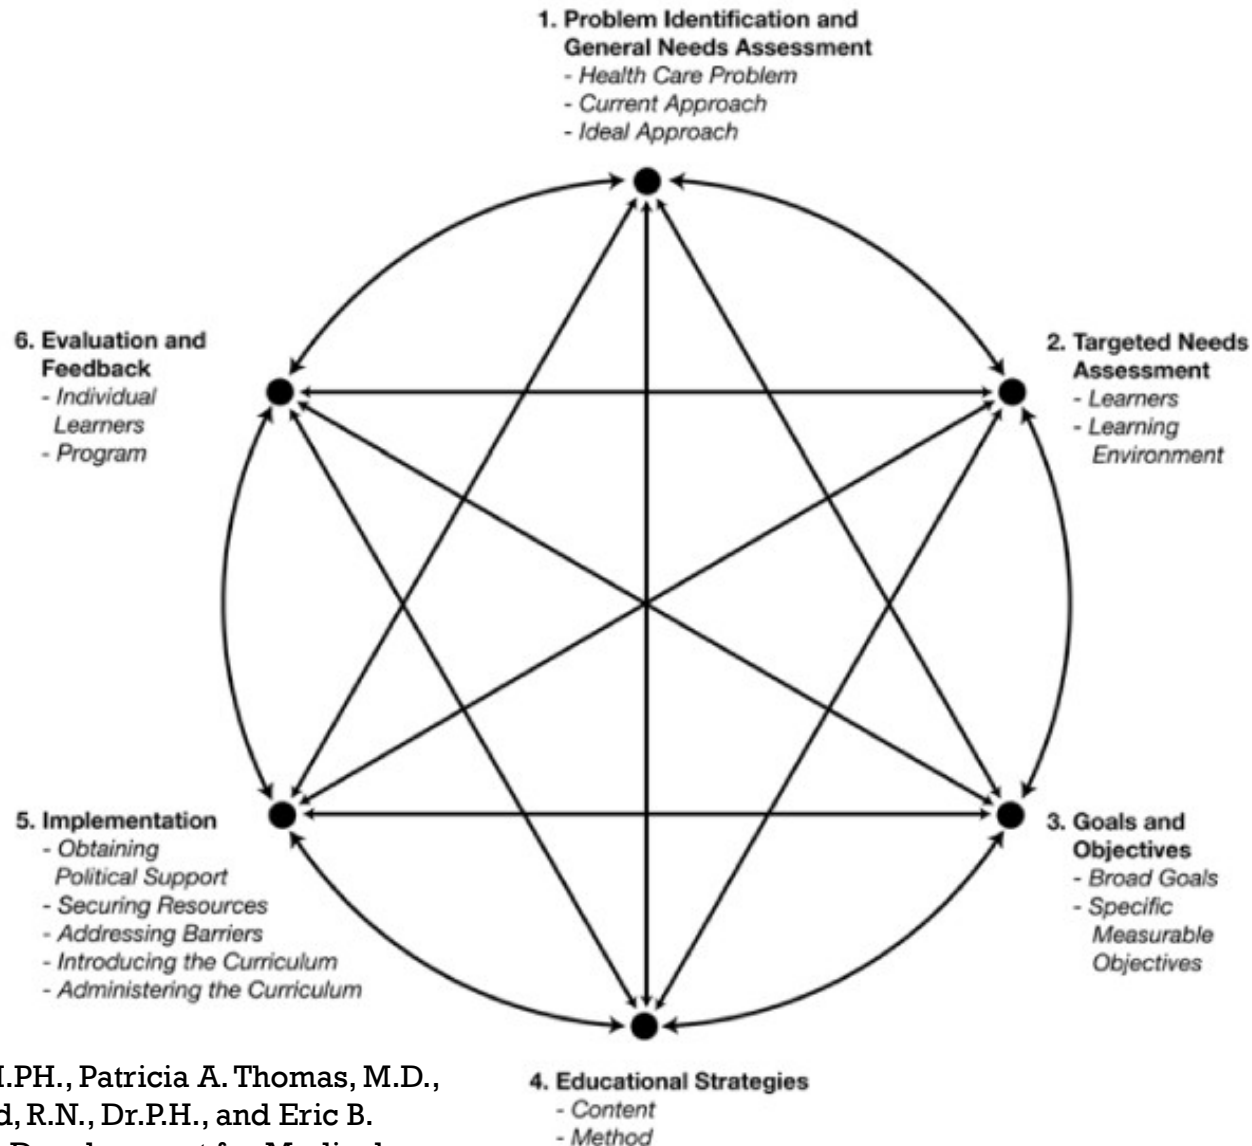 1. Problem Identification and
General Needs Assessment
- Health Care Problem
- Current Approach
- Ideal Approach
2. Targeted Needs
Assessment
- Learners
- Learning
Environment
3. Goals and
Objectives
- Broad Goals
- Specific
Measurable
Objectives
4. Educational Strategies
- Content
- Method
5. Implementation
- Obtaining
Political Support
- Securing Resources
- Addressing Barriers
- Introducing the Curriculum
- Administering the Curriculum
6. Evaluation and
Feedback
- Individual
Learners
- Program
Patricia A. Thomas, M.D.,
R.N., Dr.P.H., and Eric B.
Development for Medical